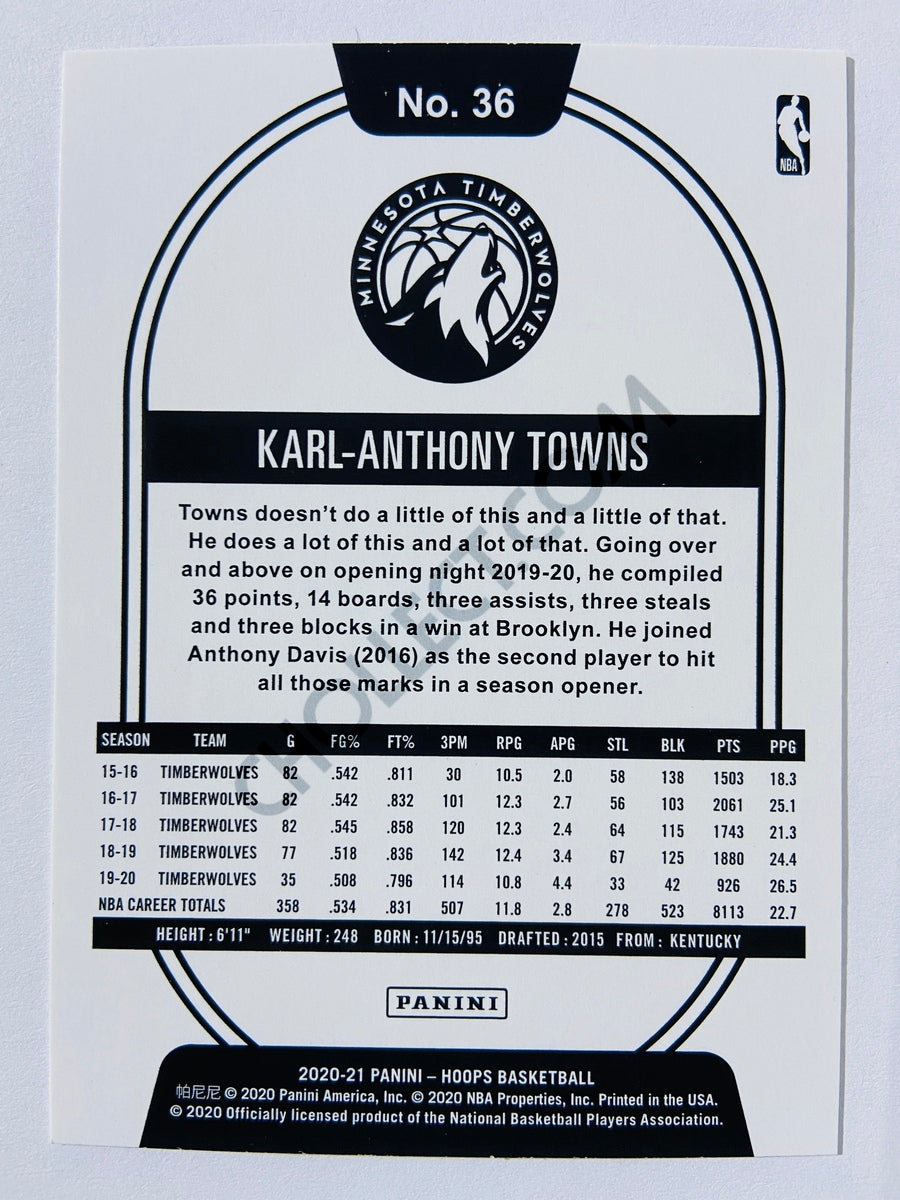 No. 36
NBA
MINNESOTA TIMBERWOLVES
KARL-ANTHONY TOWNS
Towns doesn't do a little of this and a little of that.
He does a lot of this and a lot of that. Going over
and above on opening night 2019-20, he compiled
36 points, 14 boards, three assists, three steals
and three blocks in a win at Brooklyn. He joined
Anthony Davis (2016) as the second player to hit
all those marks in a season opener.
CHOLLECT.COM
SEASON TEAM G FG% FT% 3PM RPG APG STL BLK PTS PPG
15-16 TIMBERWOLVES 82 .542 .811 30 10.5 2.0 58 138 1503 18.3
16-17 TIMBERWOLVES 82 .542 .832 101 12.3 2.7 56 103 2061 25.1
17-18 TIMBERWOLVES 82 .545 .858 120 12.3 2.4 64 115 1743 21.3
18-19 TIMBERWOLVES 77 .518 .836 142 12.4 3.4 67 125 1880 24.4
19-20 TIMBERWOLVES 35 .508 .796 114 10.8 4.4 33 42 926 26.5
NBA CAREER TOTALS 358 .534 .831 507 11.8 2.8 278 523 8113 22.7
HEIGHT: 6'11" WEIGHT: 248 BORN: 11/15/95 DRAFTED: 2015 FROM: KENTUCKY
PANINI
2020-21 PANINI – HOOPS BASKETBALL
帕尼尼 © 2020 Panini America, Inc. © 2020 NBA Properties, Inc. Printed in the USA.
© 2020 Officially licensed product of the National Basketball Players Association.